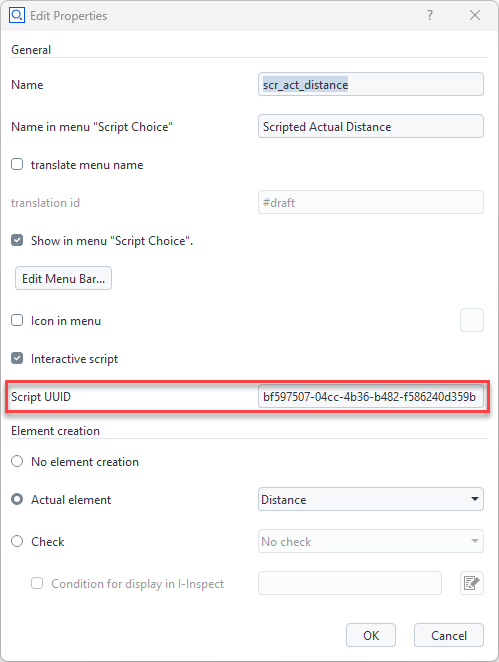 Edit Properties ?
General
Name scr_act_distance
Name in menu "Script Choice" Scripted Actual Distance
translate menu name
translation id #draft
Show in menu "Script Choice".
Edit Menu Bar...
Icon in menu
Interactive script
Script UUID bf597507-04cc-4b36-b482-f586240d359b
Element creation
No element creation
Actual element Distance
Check No check
Condition for display in I-Inspect
OK Cancel